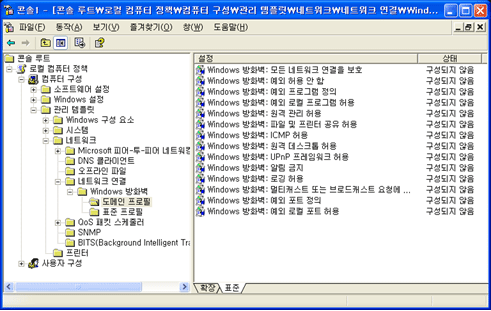 콘솔1 - [콘솔 루트\로컬 컴퓨터 정책\컴퓨터 구성\관리 템플릿\네트워크\네트워크 연결\Wind...
파일(F) 동작(A) 보기(V) 즐겨찾기(O) 창(W) 도움말(H)
콘솔 루트
로컬 컴퓨터 정책
컴퓨터 구성
소프트웨어 설정
Windows 설정
관리 템플릿
Windows 구성 요소
시스템
네트워크
Microsoft 피어-투-피어 네트워
DNS 클라이언트
오프라인 파일
네트워크 연결
Windows 방화벽
도메인 프로필
표준 프로필
QoS 패킷 스케줄러
SNMP
BITS(Background Intelligent Tra
프린터
사용자 구성
설정 상태
Windows 방화벽: 모든 네트워크 연결을 보호 구성되지 않음
Windows 방화벽: 예외 허용 안 함 구성되지 않음
Windows 방화벽: 예외 프로그램 정의 구성되지 않음
Windows 방화벽: 예외 로컬 프로그램 허용 구성되지 않음
Windows 방화벽: 원격 관리 허용 구성되지 않음
Windows 방화벽: 파일 및 프린터 공유 허용 구성되지 않음
Windows 방화벽: ICMP 허용 구성되지 않음
Windows 방화벽: 원격 데스크톱 허용 구성되지 않음
Windows 방화벽: UPnP 프레임워크 허용 구성되지 않음
Windows 방화벽: 알림 금지 구성되지 않음
Windows 방화벽: 로깅 허용 구성되지 않음
Windows 방화벽: 멀티캐스트 또는 브로드캐스트 요청에 ... 구성되지 않음
Windows 방화벽: 예외 포트 정의 구성되지 않음
Windows 방화벽: 예외 로컬 포트 허용 구성되지 않음
확장 표준